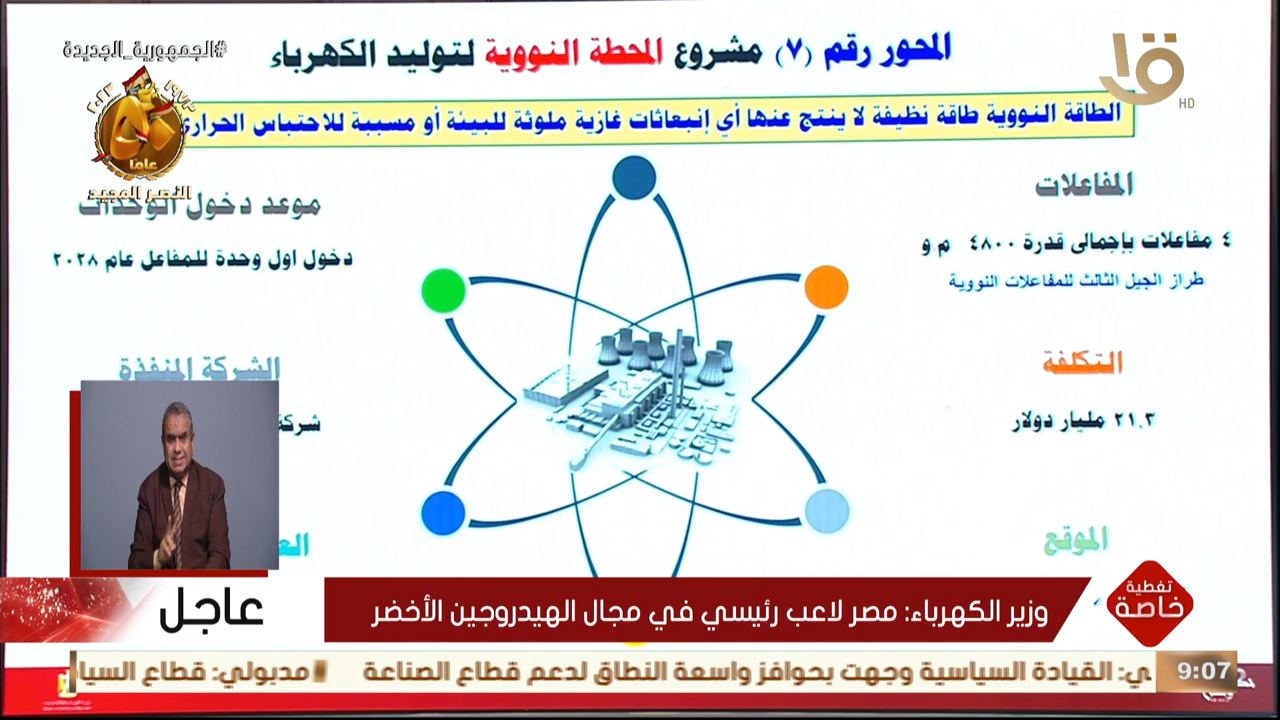 #الجمهورية_الجديدة
المحور رقم (٧) مشروع المحطة النووية لتوليد الكهرباء
HD
الطاقة النووية طاقة نظيفة لا ينتج عنها أي إنبعاثات غازية ملوثة للبيئة أو مسببة للاحتباس الحراري
عاما
النصر المجيد
المفاعلات
٤ مفاعلات بإجمالى قدرة ٤٨٠٠ م.و
طراز الجيل الثالث للمفاعلات النووية
موعد دخول الوحدات
دخول اول وحدة للمفاعل عام ٢٠٢٨
التكلفة
٢١.٣ مليار دولار
الشركة المنفذة
الموقع
تغطية
خاصة
وزير الكهرباء: مصر لاعب رئيسي في مجال الهيدروجين الأخضر
عاجل
9:07
القيادة السياسية وجهت بحوافز واسعة النطاق لدعم قطاع الصناعة
مدبولي: قطاع